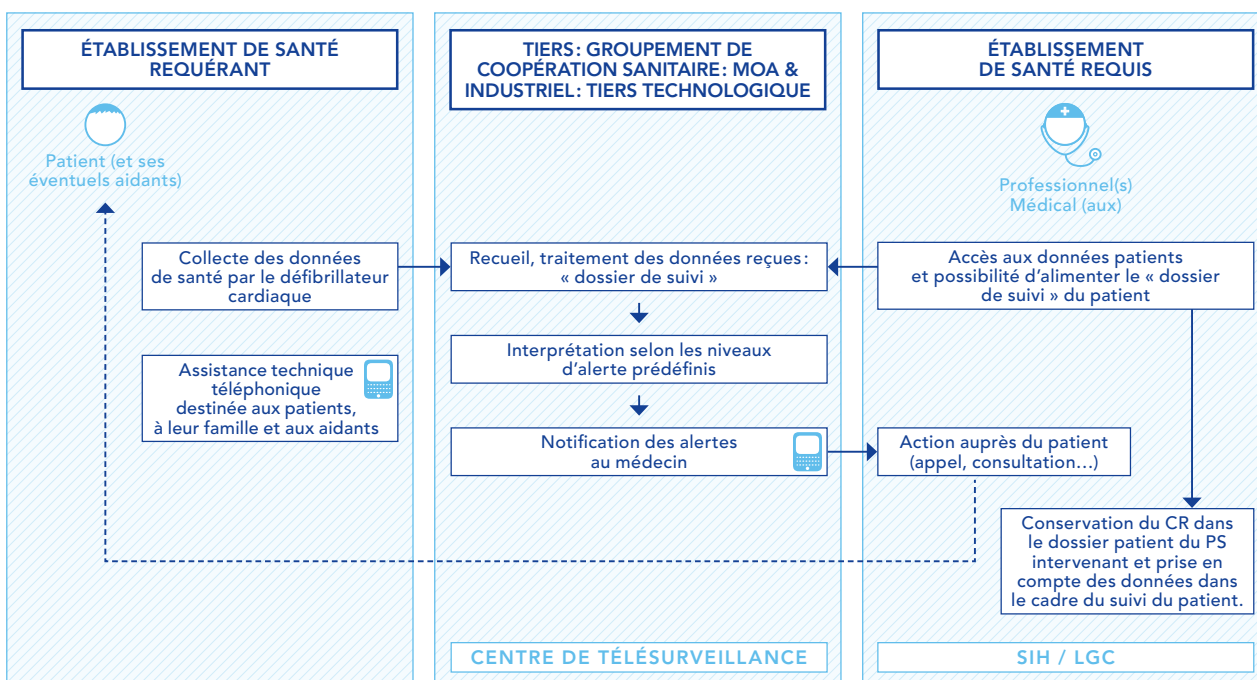 ÉTABLISSEMENT DE SANTÉ
REQUÉRANT
Patient (et ses
éventuels aidants)
Collecte des données
de santé par le défibrillateur
cardiaque
Assistance technique
téléphonique
destinée aux patients,
à leur famille et aux aidants
TIERS : GROUPEMENT DE
COOPÉRATION SANITAIRE : MOA &
INDUSTRIEL : TIERS TECHNOLOGIQUE
Recueil, traitement des données reçues :
« dossier de suivi »
Interprétation selon les niveaux
d'alerte prédéfinis
Notification des alertes
au médecin
CENTRE DE TÉLÉSURVEILLANCE
ÉTABLISSEMENT
DE SANTÉ REQUIS
Professionnel(s)
Médical (aux)
Accès aux données patients
et possibilité d'alimenter le « dossier
de suivi » du patient
Action auprès du patient
(appel, consultation…)
Conservation du CR dans
le dossier patient du PS
intervenant et prise en
compte des données dans
le cadre du suivi du patient.
SIH / LGC